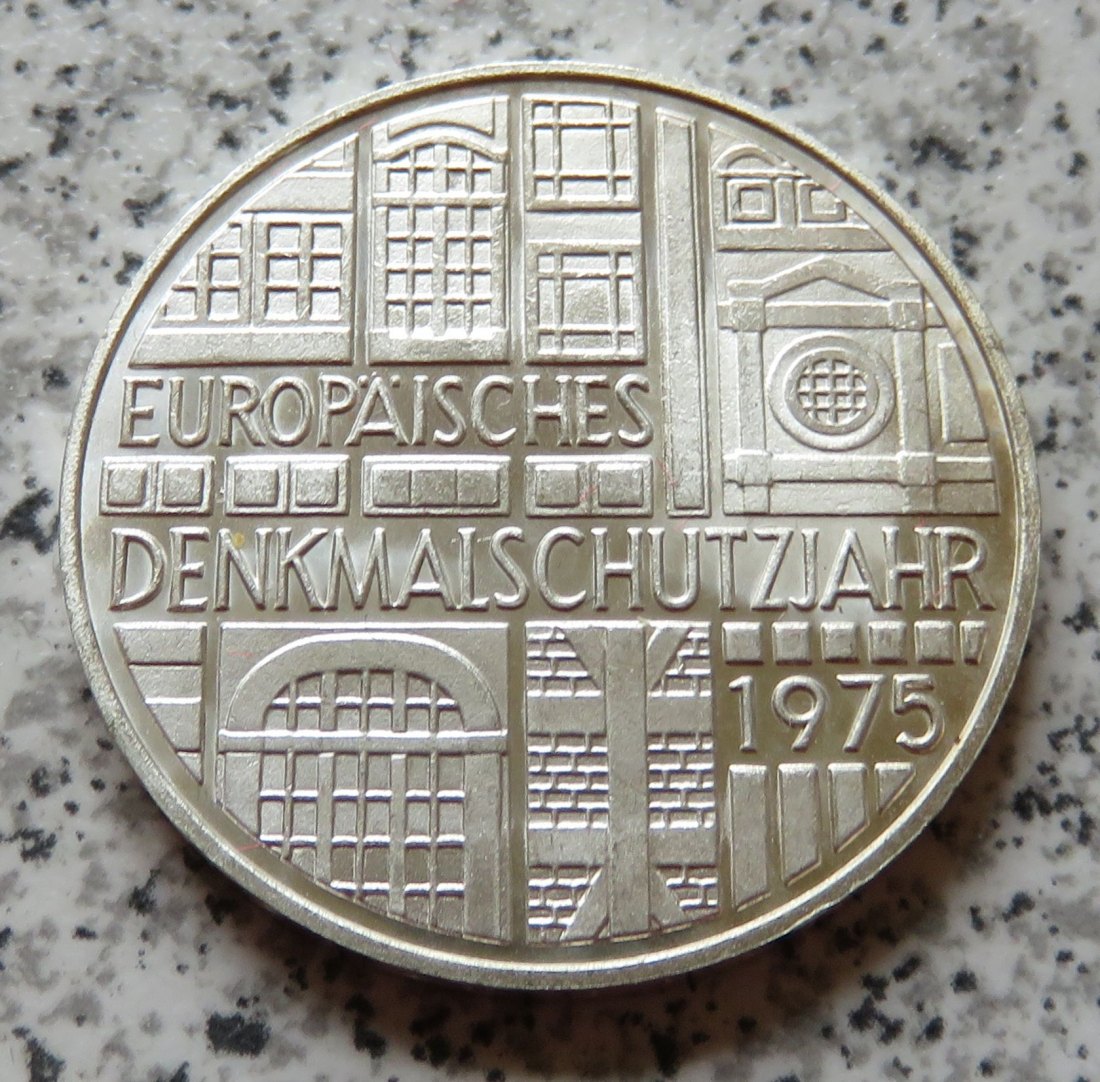 EUROPÄISCHES
DENKMALSCHUTZJAHR
1975